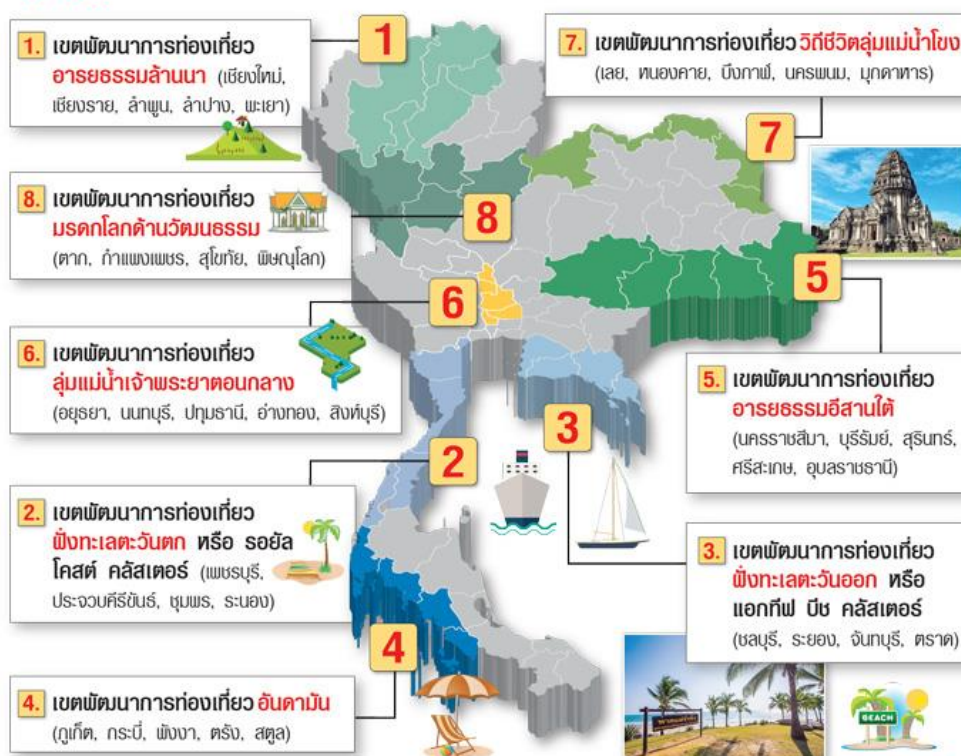 1. เขตพัฒนาการท่องเที่ยว
อารยธรรมล้านนา (เชียงใหม่,
เชียงราย, ลำพูน, ลำปาง, พะเยา)
1
7. เขตพัฒนาการท่องเที่ยว วิถีชีวิตลุ่มแม่น้ำโขง
(เลย, หนองคาย, บึงกาฬ, นครพนม, มุกดาหาร)
7
8. เขตพัฒนาการท่องเที่ยว
มรดกโลกด้านวัฒนธรรม
(ตาก, กำแพงเพชร, สุโขทัย, พิษณุโลก)
8
5
6
6. เขตพัฒนาการท่องเที่ยว
ลุ่มแม่น้ำเจ้าพระยาตอนกลาง
(อยุธยา, นนทบุรี, ปทุมธานี, อ่างทอง, สิงห์บุรี)
5. เขตพัฒนาการท่องเที่ยว
อารยธรรมอีสานใต้
(นครราชสีมา, บุรีรัมย์, สุรินทร์,
ศรีสะเกษ, อุบลราชธานี)
3
2
2. เขตพัฒนาการท่องเที่ยว
ฝั่งทะเลตะวันตก หรือ รอยัล
โคสต์ คลัสเตอร์ (เพชรบุรี,
ประจวบคีรีขันธ์, ชุมพร, ระนอง)
3. เขตพัฒนาการท่องเที่ยว
ฝั่งทะเลตะวันออก หรือ
แอกทีฟ บีช คลัสเตอร์
(ชลบุรี, ระยอง, จันทบุรี, ตราด)
4
4. เขตพัฒนาการท่องเที่ยว อันดามัน
(ภูเก็ต, กระบี่, พังงา, ตรัง, สตูล)
BEACH